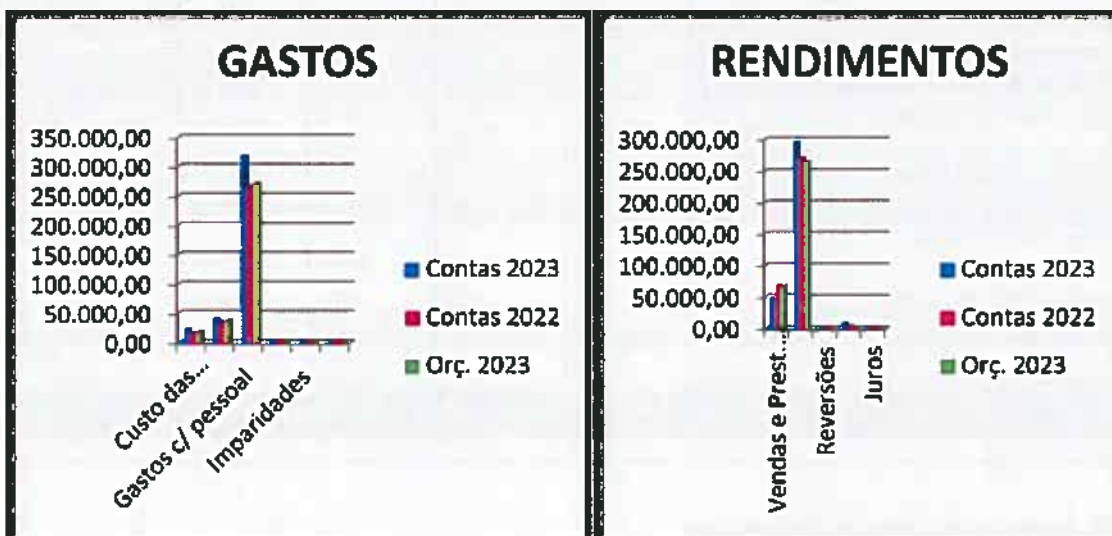 GASTOS
350.000,00
300.000,00
250.000,00
200.000,00
150.000,00
100.000,00
50.000,00
0,00
Custo das...
Gastos c/ pessoal
Imparidades
Contas 2023
Contas 2022
Orç. 2023
RENDIMENTOS
300.000,00
250.000,00
200.000,00
150.000,00
100.000,00
50.000,00
0,00
Vendas e Prest...
Reversões
Juros
Contas 2023
Contas 2022
Orç. 2023